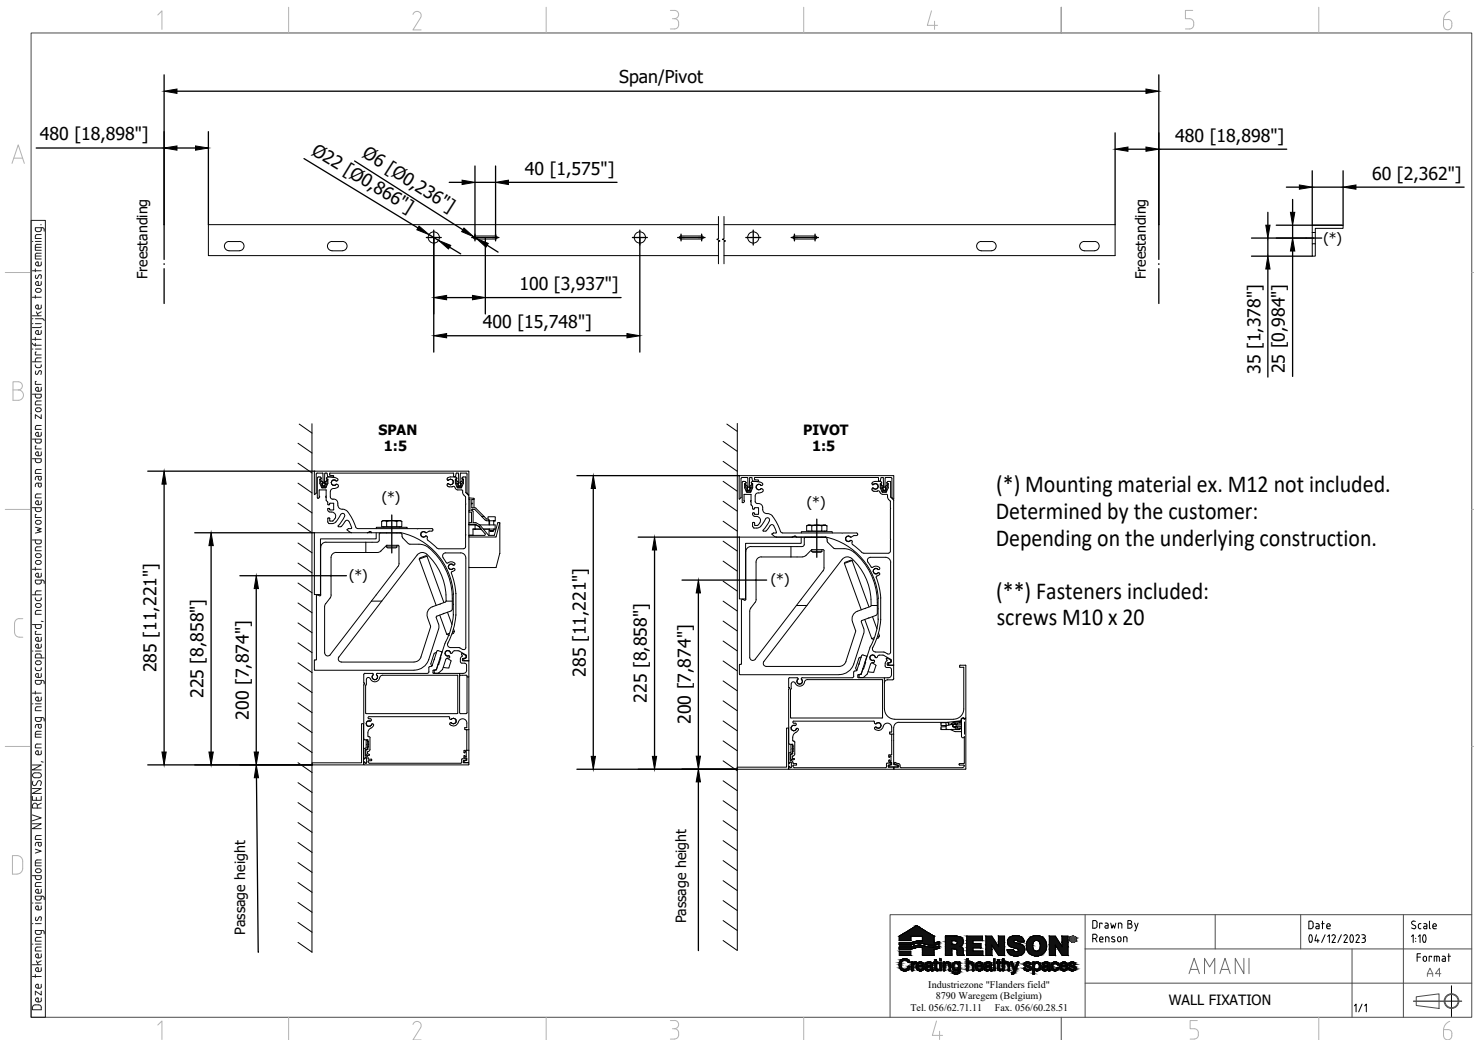 1 2 3 4 5 6
Span/Pivot
480 [18,898"]
480 [18,898"]
Ø22 [Ø0,866"]
Ø6 [Ø0,236"]
40 [1,575"]
60 [2,362"]
A
Freestanding
Freestanding
(*)
100 [3,937"]
400 [15,748"]
35 [1,378"]
25 [0,984"]
B
SPAN
1:5
PIVOT
1:5
(*)
(*)
(*)
(*)
285 [11,221"]
225 [8,858"]
200 [7,874"]
285 [11,221"]
225 [8,858"]
200 [7,874"]
(*) Mounting material ex. M12 not included.
Determined by the customer:
Depending on the underlying construction.
(**) Fasteners included:
screws M10 x 20
C
D
Passage height
Passage height
Deze tekening is eigendom van NV RENSON, en mag niet gecopieerd, noch getoond worden aan derden zonder schriftelijke toestemming.
RENSON®
Creating healthy spaces
Industriezone "Flanders field"
8790 Waregem (Belgium)
Tel. 056/62.71.11 Fax. 056/60.28.51
Drawn By
Renson
Date
04/12/2023
Scale
1:10
AMANI
Format
A4
WALL FIXATION
1/1
1 2 3 4 5 6